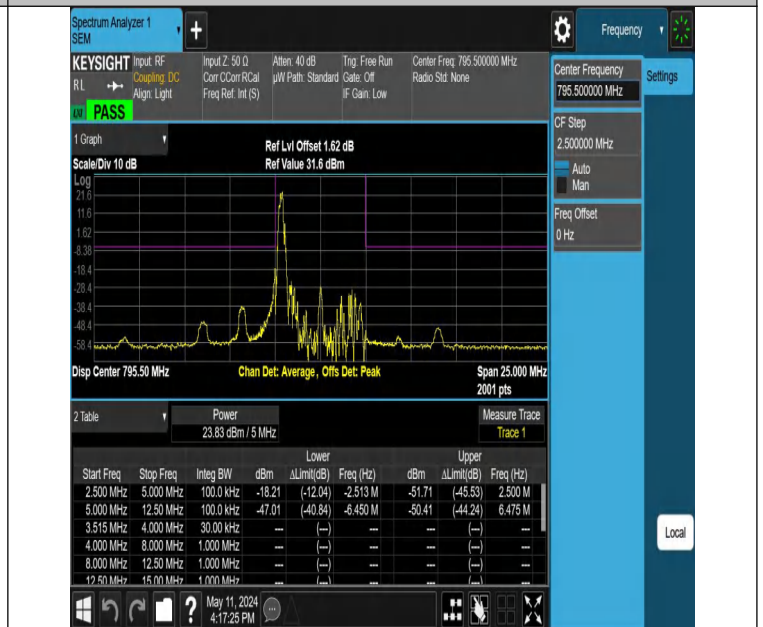 Spectrum Analyzer 1
SEM
+
Frequency
KEYSIGHT
RL
Input: RF
Coupling: DC
Align: Light
Input Z: 50 Ω
Corr CCorr RCal
Freq Ref: Int (S)
Atten: 40 dB
µW Path: Standard
Trig: Free Run
Gate: Off
IF Gain: Low
Center Freq: 795.500000 MHz
Radio Std: None
PASS
Center Frequency
795.500000 MHz
Settings
CF Step
2.500000 MHz
Auto
Man
Freq Offset
0 Hz
1 Graph
Scale/Div 10 dB
Ref Lvl Offset 1.62 dB
Ref Value 31.6 dBm
Log
21.6
11.6
1.62
-8.38
-18.4
-28.4
-38.4
-48.4
-58.4
Disp Center 795.50 MHz
Chan Det: Average, Offs Det: Peak
Span 25.000 MHz
2001 pts
2 Table
Power
23.83 dBm / 5 MHz
Measure Trace
Trace 1
Lower Upper
Start Freq Stop Freq Integ BW dBm ΔLimit(dB) Freq (Hz) dBm ΔLimit(dB) Freq (Hz)
2.500 MHz 5.000 MHz 100.0 kHz -18.21 (-12.04) -2.513 M -51.71 (-45.53) 2.500 M
5.000 MHz 12.50 MHz 100.0 kHz -47.01 (-40.84) -6.450 M -50.41 (-44.24) 6.475 M
3.515 MHz 4.000 MHz 30.00 kHz --- (---) --- --- (---) ---
4.000 MHz 8.000 MHz 1.000 MHz --- (---) --- --- (---) ---
8.000 MHz 12.50 MHz 1.000 MHz --- (---) --- --- (---) ---
12.50 MHz 15.00 MHz 1.000 MHz --- (---) --- --- (---) ---
Local
?
May 11, 2024
4:17:25 PM